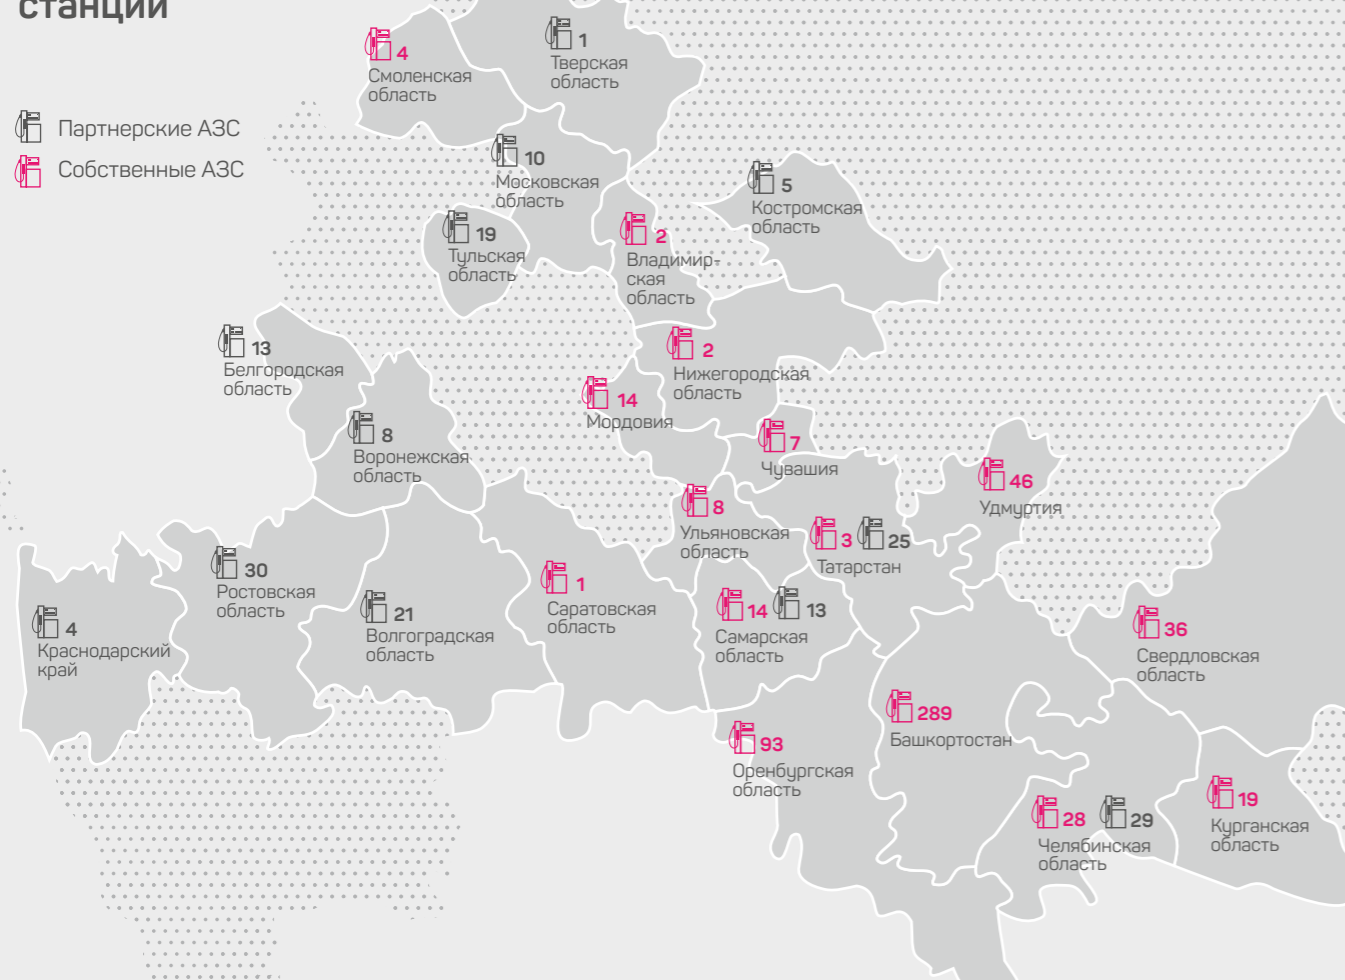 станции
Партнерские АЗС
Собственные АЗС
4
Смоленская
область
1
Тверская
область
10
Московская
область
5
Костромская
область
19
Тульская
область
2
Владимир-
ская
область
13
Белгородская
область
2
Нижегородская
область
14
Мордовия
8
Воронежская
область
7
Чувашия
46
Удмуртия
8
Ульяновская
область
3 25
Татарстан
30
Ростовская
область
21
Волгоградская
область
1
Саратовская
область
14 13
Самарская
область
4
Краснодарский
край
36
Свердловская
область
289
Башкортостан
93
Оренбургская
область
28 29
Челябинская
область
19
Курганская
область